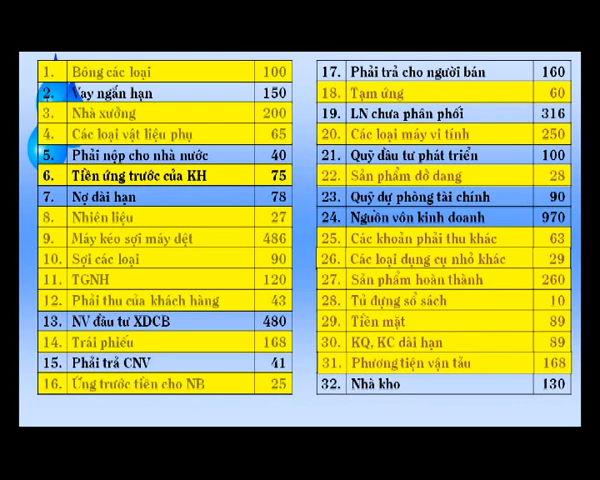 1. Bông các loại 100
2. Vay ngắn hạn 150
3. Nhà xưởng 200
4. Các loại vật liệu phụ 65
5. Phải nộp cho nhà nước 40
6. Tiền ứng trước của KH 75
7. Nợ dài hạn 78
8. Nhiên liệu 27
9. Máy kéo sợi máy dệt 486
10. Sợi các loại 90
11. TGNH 120
12. Phải thu của khách hàng 43
13. NV đầu tư XDCB 480
14. Trái phiếu 168
15. Phải trả CNV 41
16. Ứng trước tiền cho NB 25
17. Phải trả cho người bán 160
18. Tạm ứng 60
19. LN chưa phân phối 316
20. Các loại máy vi tính 250
21. Quỹ đầu tư phát triển 100
22. Sản phẩm dở dang 28
23. Quỹ dự phòng tài chính 90
24. Nguồn vốn kinh doanh 970
25. Các khoản phải thu khác 63
26. Các loại dụng cụ nhỏ khác 29
27. Sản phẩm hoàn thành 260
28. Tủ đựng sổ sách 10
29. Tiền mặt 89
30. KQ, KC dài hạn 89
31. Phương tiện vận tải 168
32. Nhà kho 130